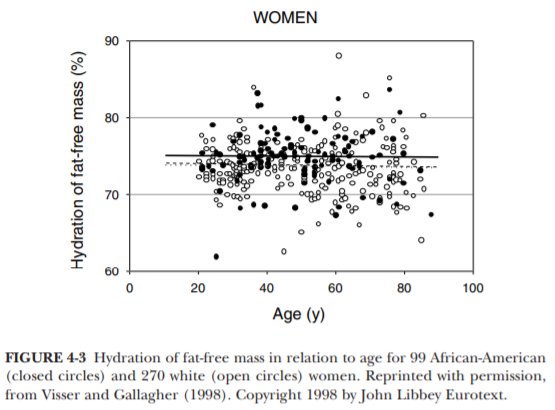 WOMEN
90
80
70
60
Hydration of fat-free mass (%)
0
20
40
60
80
100
Age (y)
FIGURE 4-3 Hydration of fat-free mass in relation to age for 99 African-American
(closed circles) and 270 white (open circles) women. Reprinted with permission,
from Visser and Gallagher (1998). Copyright 1998 by John Libbey Eurotext.